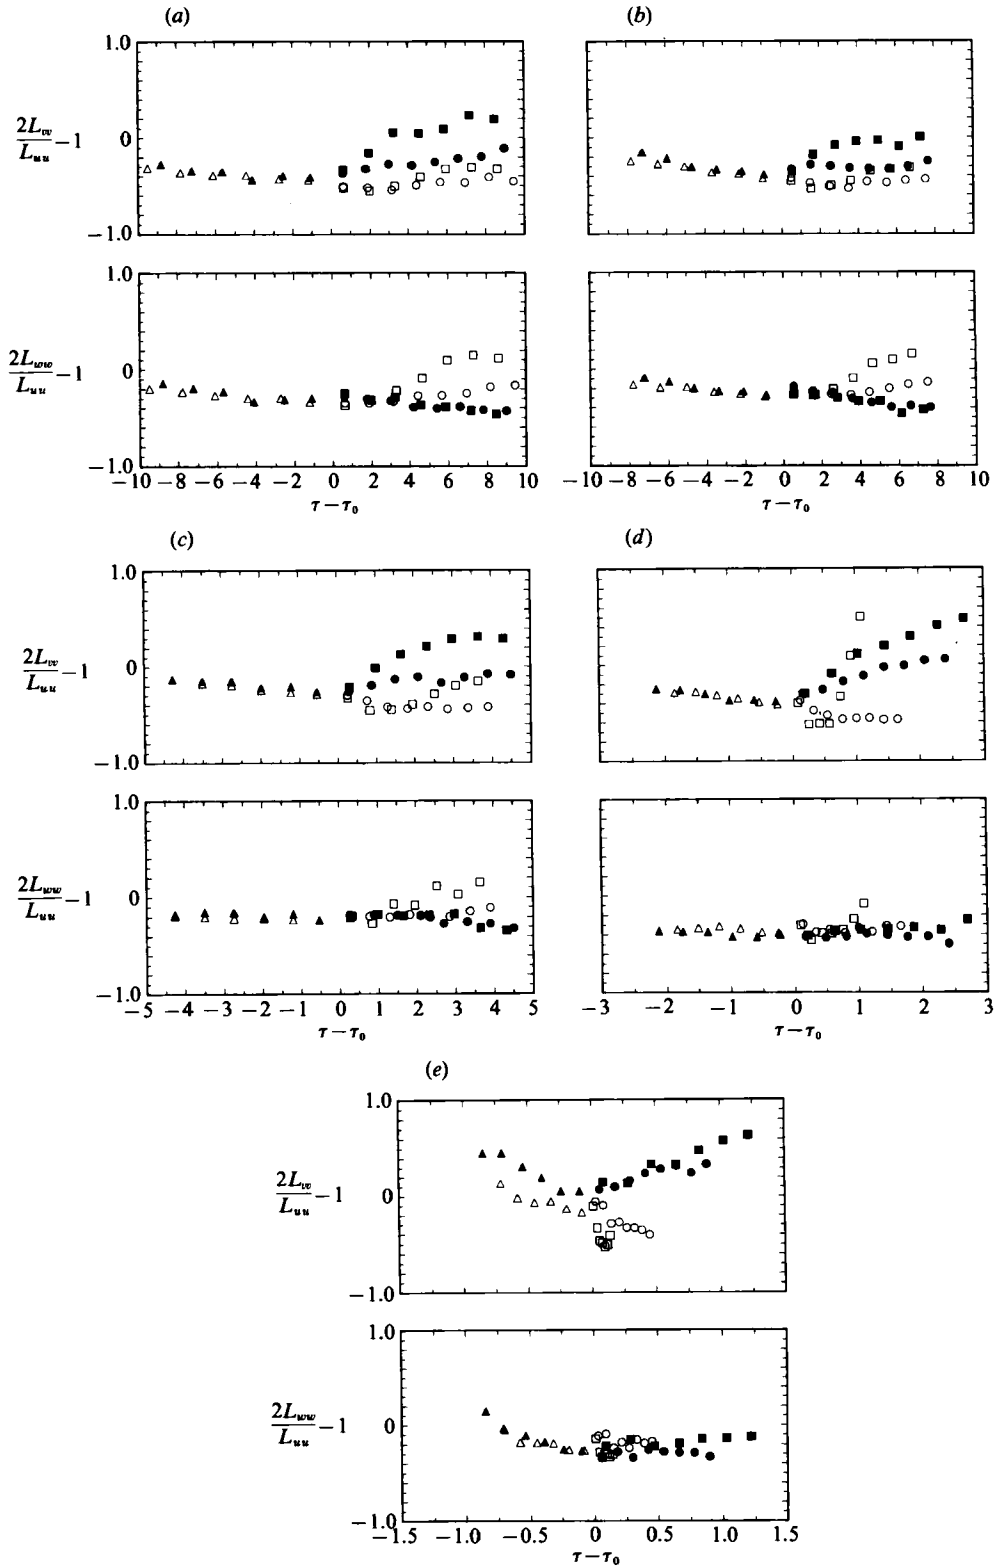 (a) (b)
1.0
2L_vv/L_uu − 1 0
−1.0
1.0
2L_ww/L_uu − 1 0
−1.0
−10 −8 −6 −4 −2 0 2 4 6 8 10 −10 −8 −6 −4 −2 0 2 4 6 8 10
τ − τ₀ τ − τ₀
(c) (d)
1.0
2L_vv/L_uu − 1 0
−1.0
1.0
2L_ww/L_uu − 1 0
−1.0
−5 −4 −3 −2 −1 0 1 2 3 4 5 −3 −2 −1 0 1 2 3
τ − τ₀ τ − τ₀
(e)
1.0
2L_vv/L_uu − 1 0
−1.0
1.0
2L_ww/L_uu − 1 0
−1.0
−1.5 −1.0 −0.5 0 0.5 1.0 1.5
τ − τ₀